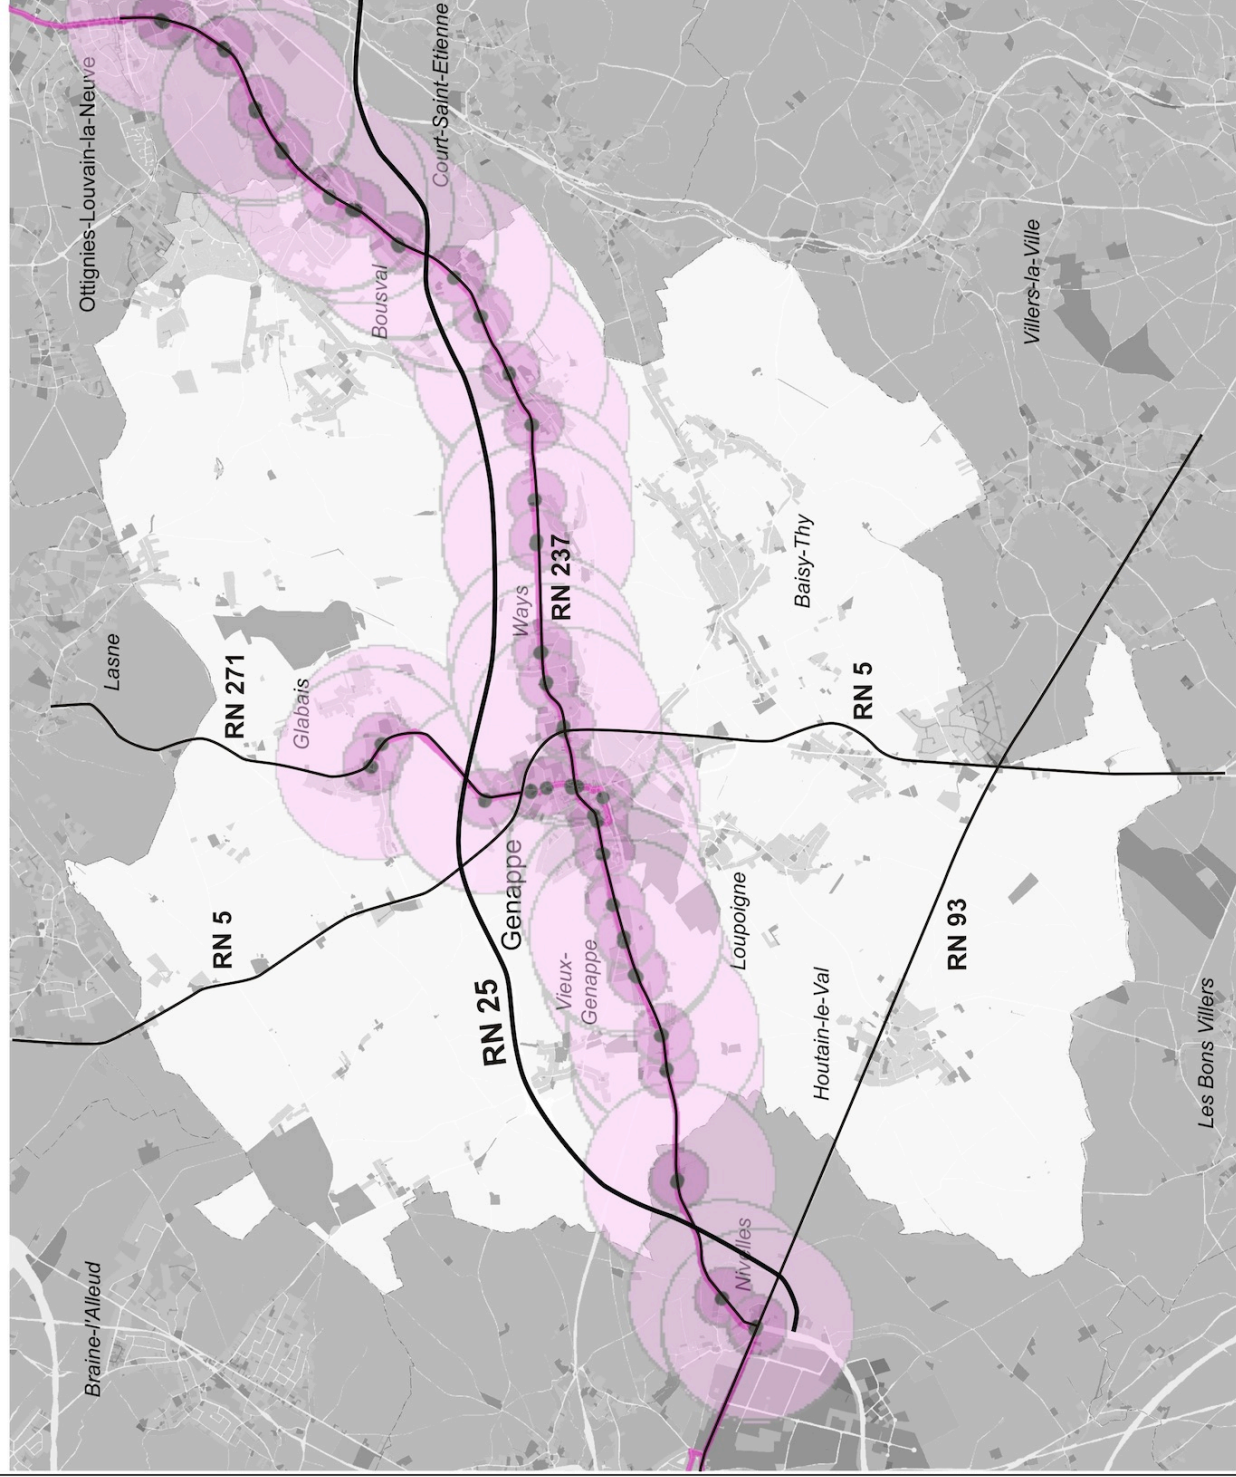 Braine-l'Alleud
Lasne
Ottignies-Louvain-la-Neuve
RN 5
RN 271
Glabais
Bousval
Court-Saint-Etienne
RN 25
Genappe
Ways
RN 237
Vieux-
Genappe
Nivelles
Loupoigne
Houtain-le-Val
Baisy-Thy
RN 5
RN 93
Villers-la-Ville
Les Bons Villers